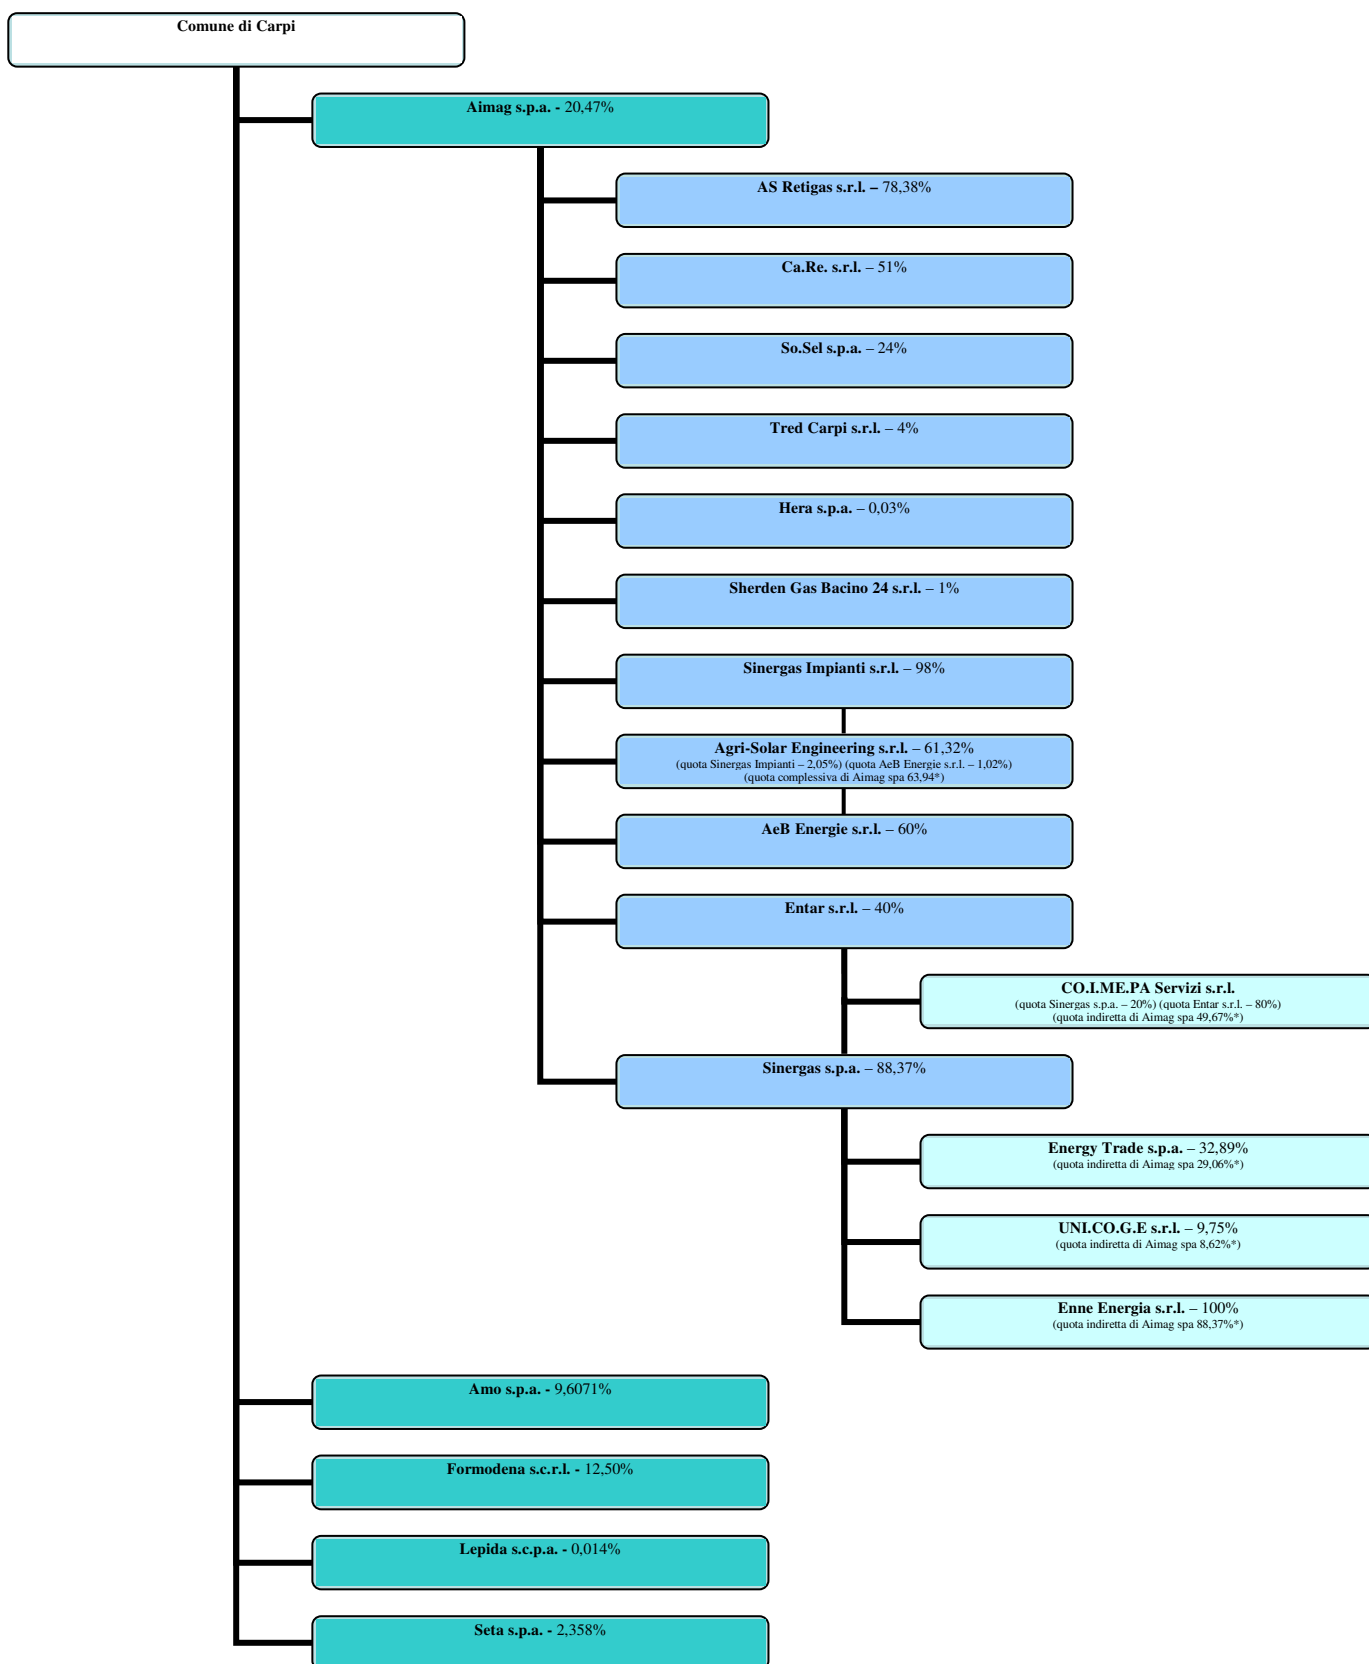 Comune di Carpi
Aimag s.p.a. - 20,47%
AS Retigas s.r.l. – 78,38%
Ca.Re. s.r.l. – 51%
So.Sel s.p.a. – 24%
Tred Carpi s.r.l. – 4%
Hera s.p.a. – 0,03%
Sherden Gas Bacino 24 s.r.l. – 1%
Sinergas Impianti s.r.l. – 98%
Agri-Solar Engineering s.r.l. – 61,32%
(quota Sinergas Impianti – 2,05%) (quota AeB Energie s.r.l. – 1,02%)
(quota complessiva di Aimag spa 63,94*)
AeB Energie s.r.l. – 60%
Entar s.r.l. – 40%
CO.I.ME.PA Servizi s.r.l.
(quota Sinergas s.p.a. – 20%) (quota Entar s.r.l. – 80%)
(quota indiretta di Aimag spa 49,67%*)
Sinergas s.p.a. – 88,37%
Energy Trade s.p.a. – 32,89%
(quota indiretta di Aimag spa 29,06%*)
UNI.CO.G.E s.r.l. – 9,75%
(quota indiretta di Aimag spa 8,62%*)
Enne Energia s.r.l. – 100%
(quota indiretta di Aimag spa 88,37%*)
Amo s.p.a. - 9,6071%
Formodena s.c.r.l. - 12,50%
Lepida s.c.p.a. - 0,014%
Seta s.p.a. - 2,358%